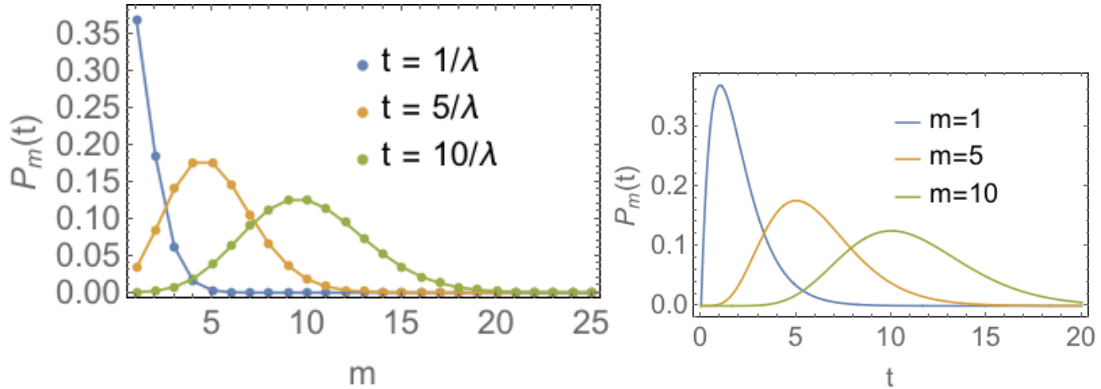 0.35
0.30
0.25
0.20
0.15
0.10
0.05
0.00
P_m(t)
t = 1/λ
t = 5/λ
t = 10/λ
5 10 15 20 25
m
0.3
0.2
0.1
0.0
P_m(t)
m=1
m=5
m=10
0 5 10 15 20
t